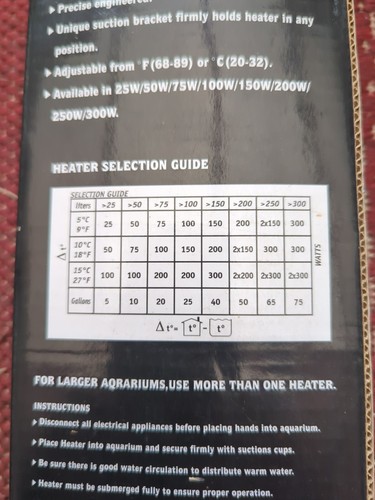 ▸ Precise engineered.
▸ Unique suction bracket firmly holds heater in any
position.
▸ Adjustable from °F(68-89) or °C(20-32).
▸ Available in 25W/50W/75W/100W/150W/200W/
250W/300W.
HEATER SELECTION GUIDE
SELECTION GUIDE
liters >25 >50 >75 >100 >150 >200 >250 >300
5°C 9°F 25 50 75 100 150 200 2x150 300
10°C 18°F 50 75 100 150 200 2x150 300 300
15°C 27°F 100 100 200 200 300 2x200 2x300 2x300
Gallons 5 10 20 25 40 50 65 75
Δ t°
WATTS
Δ t°= t° - t°
FOR LARGER AQRARIUMS,USE MORE THAN ONE HEATER.
INSTRUCTIONS
▸ Disconnect all electrical appliances before placing hands into aquarium.
▸ Place Heater into aquarium and secure firmly with suctions cups.
▸ Be sure there is good water circulation to distribute warm water.
▸ Heater must be submerged fully to ensure proper operation.